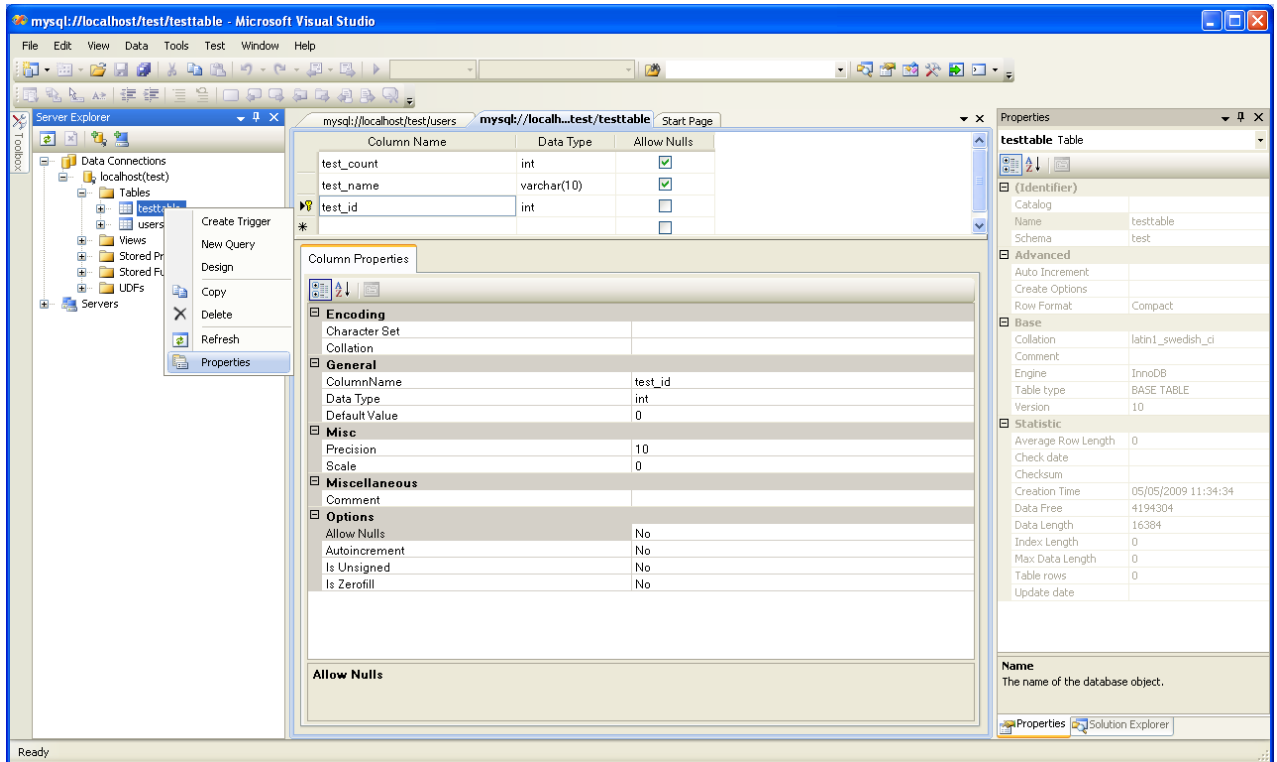 mysql://localhost/test/testtable - Microsoft Visual Studio
File Edit View Data Tools Test Window Help
Toolbox
Server Explorer
Data Connections
localhost(test)
Tables
testtable
users
Views
Stored Pr
Stored Fu
UDFs
Servers
Create Trigger
New Query
Design
Copy
Delete
Refresh
Properties
mysql://localhost/test/users mysql://localh...test/testtable Start Page
Column Name Data Type Allow Nulls
test_count int
test_name varchar(10)
test_id int
Column Properties
Encoding
Character Set
Collation
General
ColumnName test_id
Data Type int
Default Value 0
Misc
Precision 10
Scale 0
Miscellaneous
Comment
Options
Allow Nulls No
Autoincrement No
Is Unsigned No
Is Zerofill No
Allow Nulls
Properties
testtable Table
(Identifier)
Catalog
Name testtable
Schema test
Advanced
Auto Increment
Create Options
Row Format Compact
Base
Collation latin1_swedish_ci
Comment
Engine InnoDB
Table type BASE TABLE
Version 10
Statistic
Average Row Length 0
Check date
Checksum
Creation Time 05/05/2009 11:34:34
Data Free 4194304
Data Length 16384
Index Length 0
Max Data Length 0
Table rows 0
Update date
Name
The name of the database object.
Properties Solution Explorer
Ready